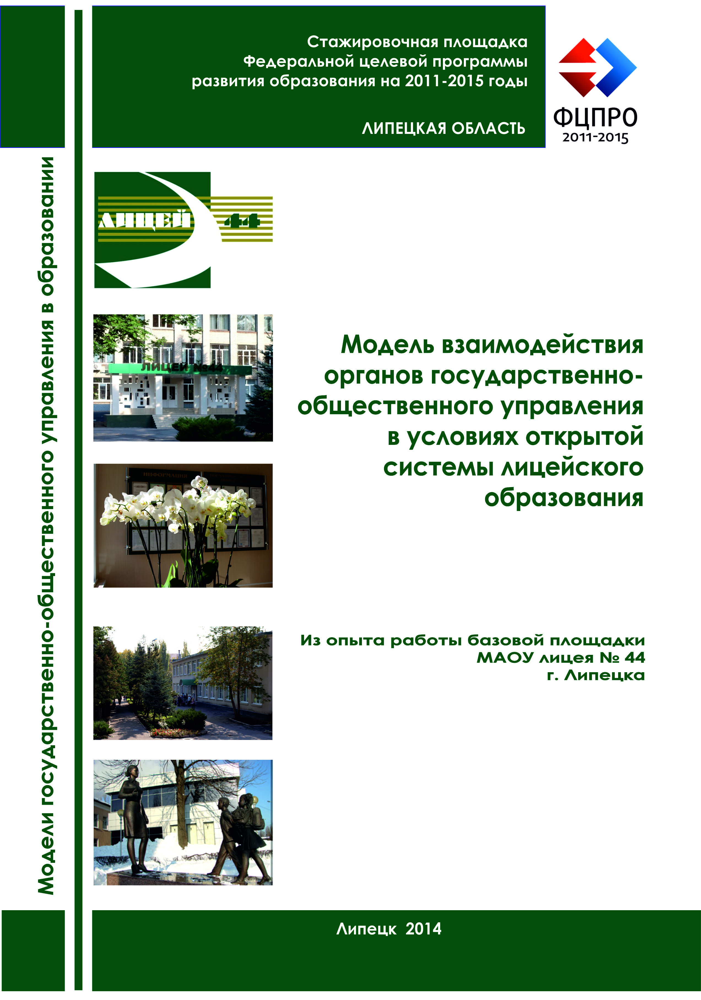 Стажировочная площадка
Федеральной целевой программы
развития образования на 2011-2015 годы
ЛИПЕЦКАЯ ОБЛАСТЬ
ФЦПРО
2011-2015
Модели государственно-общественного управления в образовании
ЛИЦЕЙ 44
ЛИЦЕЙ №44
Модель взаимодействия
органов государственно-
общественного управления
в условиях открытой
системы лицейского
образования
ИНФОРМАЦИЯ
Из опыта работы базовой площадки
МАОУ лицея № 44
г. Липецка
Липецк 2014